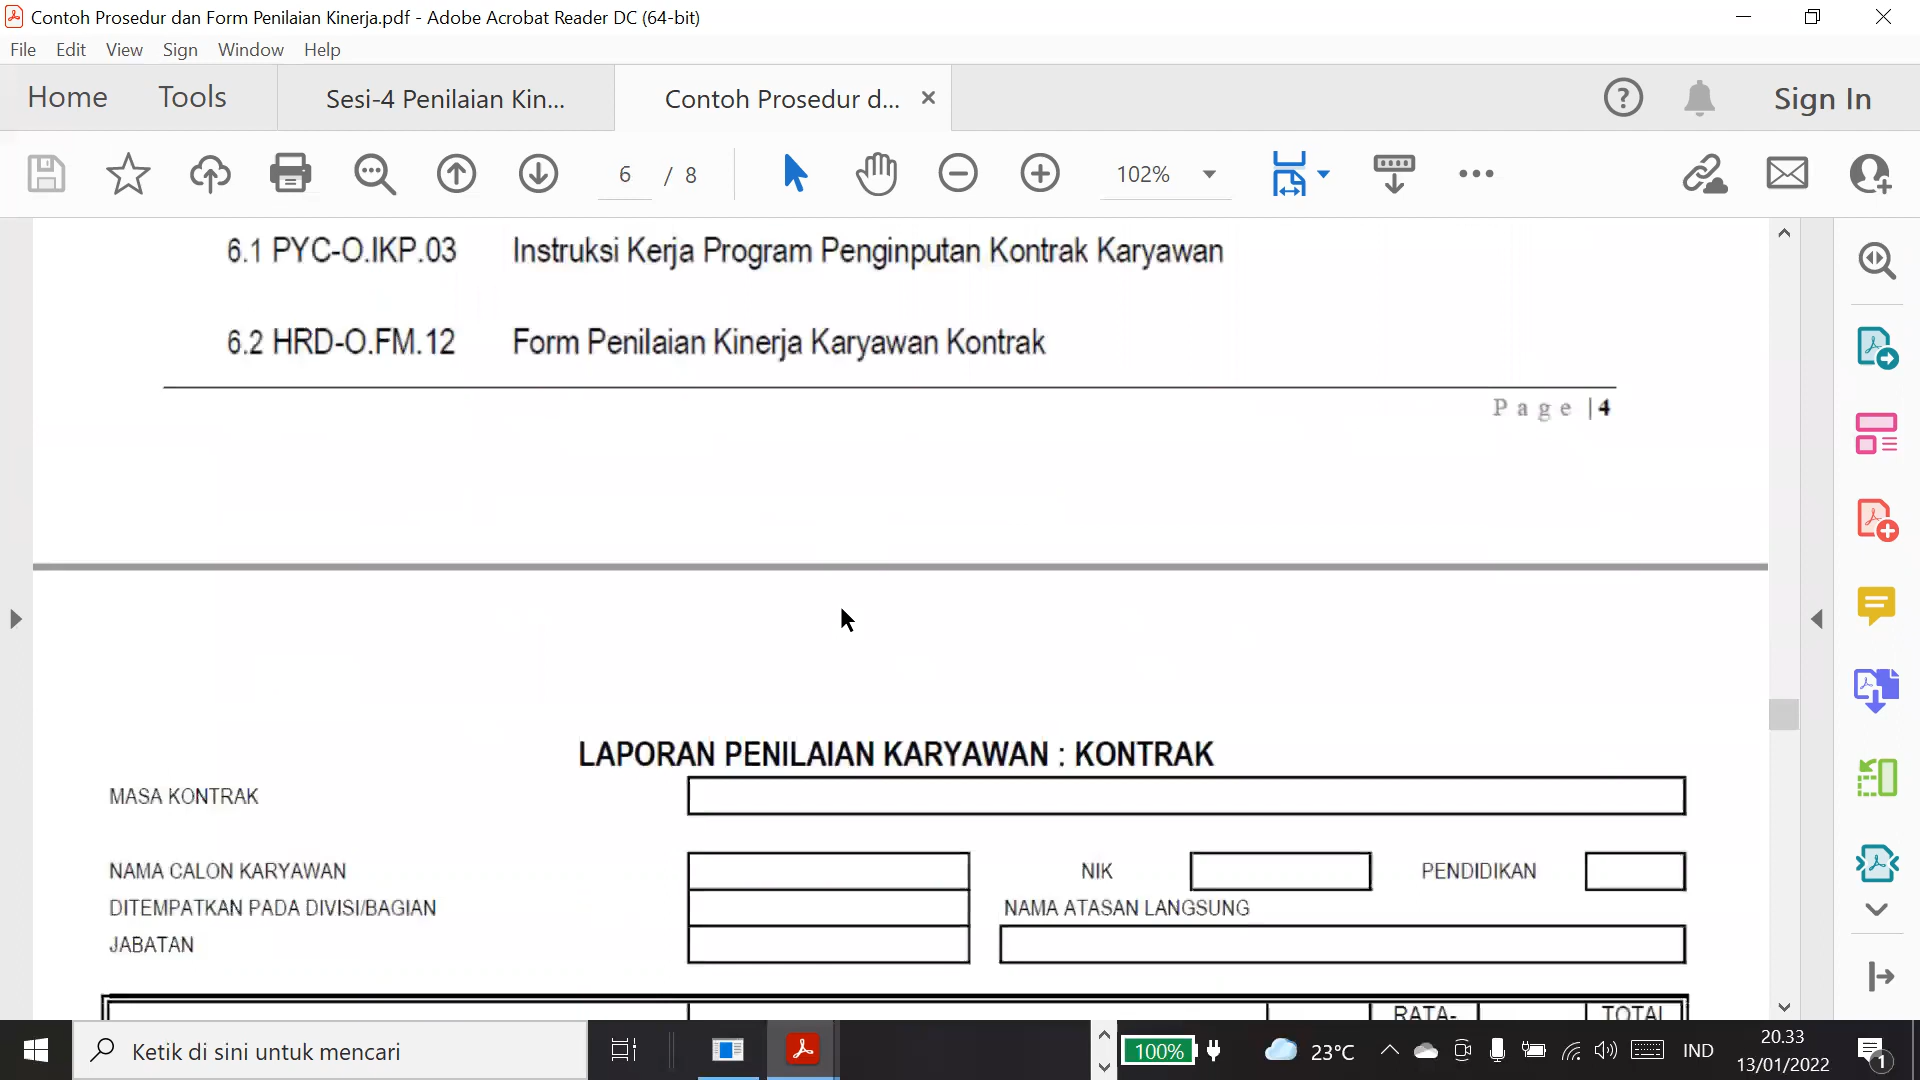 Contoh Prosedur dan Form Penilaian Kinerja.pdf - Adobe Acrobat Reader DC (64-bit)
File Edit View Sign Window Help
Home Tools Sesi-4 Penilaian Kin... Contoh Prosedur d... Sign In
6 / 8 102%
6.1 PYC-O.IKP.03 Instruksi Kerja Program Penginputan Kontrak Karyawan
6.2 HRD-O.FM.12 Form Penilaian Kinerja Karyawan Kontrak
Page |4
LAPORAN PENILAIAN KARYAWAN : KONTRAK
MASA KONTRAK
NAMA CALON KARYAWAN NIK PENDIDIKAN
DITEMPATKAN PADA DIVISI/BAGIAN NAMA ATASAN LANGSUNG
JABATAN
RATA- TOTAL
Ketik di sini untuk mencari 100% 23°C IND 20.33
13/01/2022 1